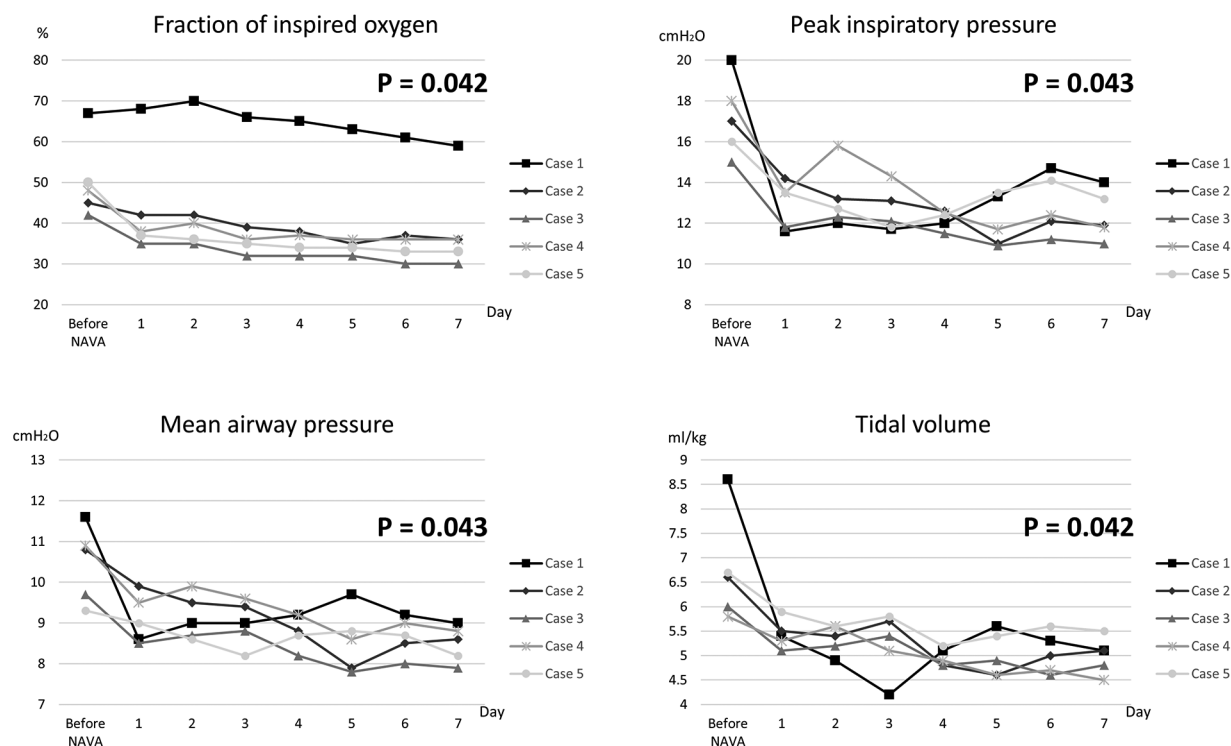 Fraction of inspired oxygen
%
80
70
60
50
40
30
20
P = 0.042
Case 1
Case 2
Case 3
Case 4
Case 5
Before NAVA 1 2 3 4 5 6 7 Day
Peak inspiratory pressure
cmH₂O
20
18
16
14
12
10
8
P = 0.043
Case 1
Case 2
Case 3
Case 4
Case 5
Before NAVA 1 2 3 4 5 6 7 Day
Mean airway pressure
cmH₂O
13
12
11
10
9
8
7
P = 0.043
Case 1
Case 2
Case 3
Case 4
Case 5
Before NAVA 1 2 3 4 5 6 7 Day
Tidal volume
ml/kg
9
8.5
8
7.5
7
6.5
6
5.5
5
4.5
4
P = 0.042
Case 1
Case 2
Case 3
Case 4
Case 5
Before NAVA 1 2 3 4 5 6 7 Day